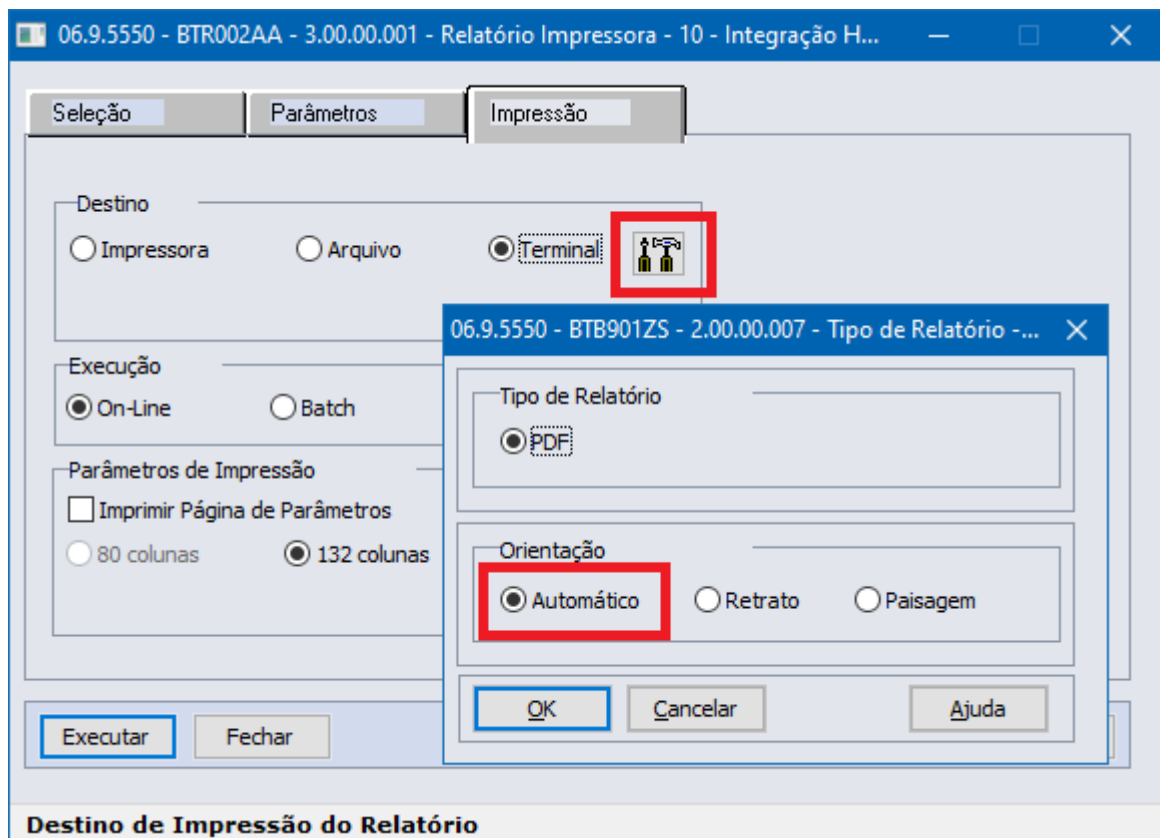 06.9.5550 - BTR002AA - 3.00.00.001 - Relatório Impressora - 10 - Integração H...
Seleção Parâmetros Impressão
Destino
Impressora Arquivo Terminal
06.9.5550 - BTB901ZS - 2.00.00.007 - Tipo de Relatório -...
Execução
On-Line Batch
Tipo de Relatório
PDF
Parâmetros de Impressão
Imprimir Página de Parâmetros
80 colunas 132 colunas
Orientação
Automático Retrato Paisagem
OK Cancelar Ajuda
Executar Fechar
Destino de Impressão do Relatório